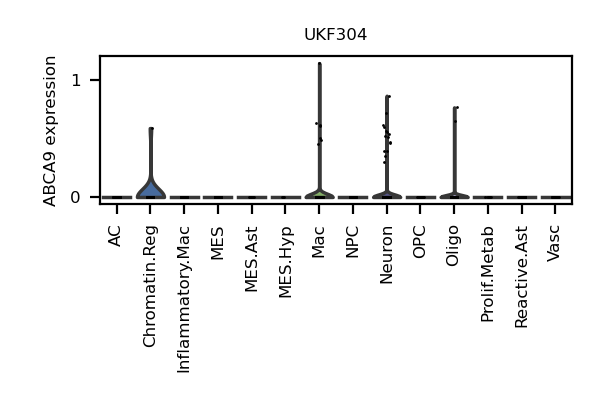 UKF304
ABCA9 expression
1
0
AC
Chromatin.Reg
Inflammatory.Mac
MES
MES.Ast
MES.Hyp
Mac
NPC
Neuron
OPC
Oligo
Prolif.Metab
Reactive.Ast
Vasc